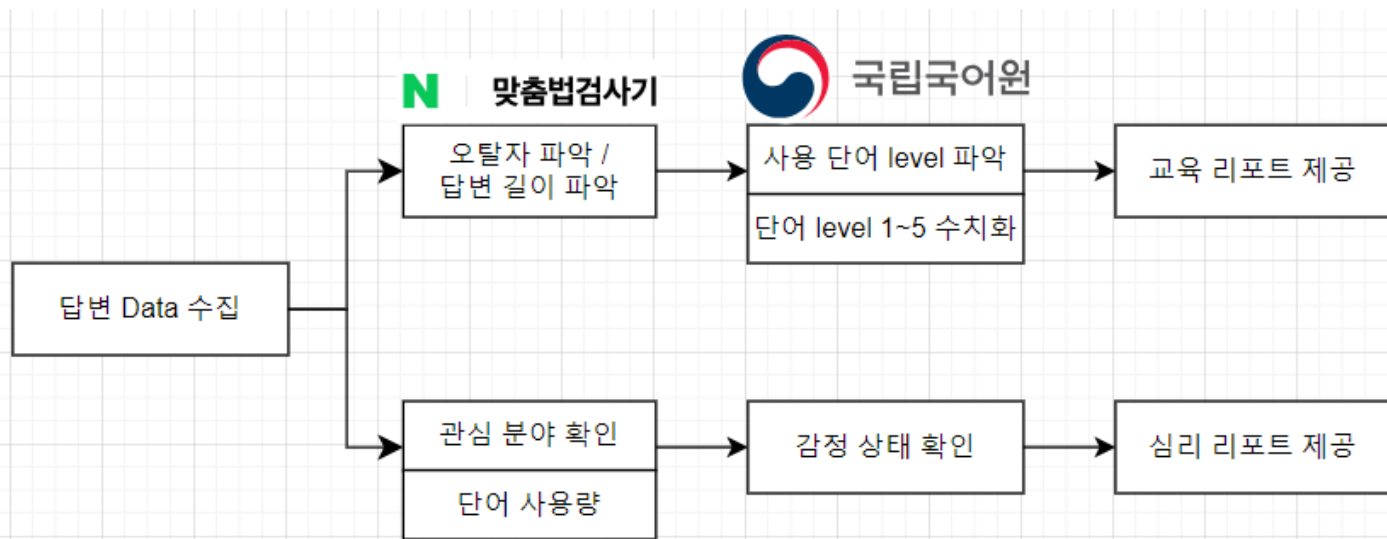 N 맞춤법검사기
국립국어원
오탈자 파악 /
답변 길이 파악
사용 단어 level 파악
단어 level 1~5 수치화
교육 리포트 제공
답변 Data 수집
관심 분야 확인
단어 사용량
감정 상태 확인
심리 리포트 제공